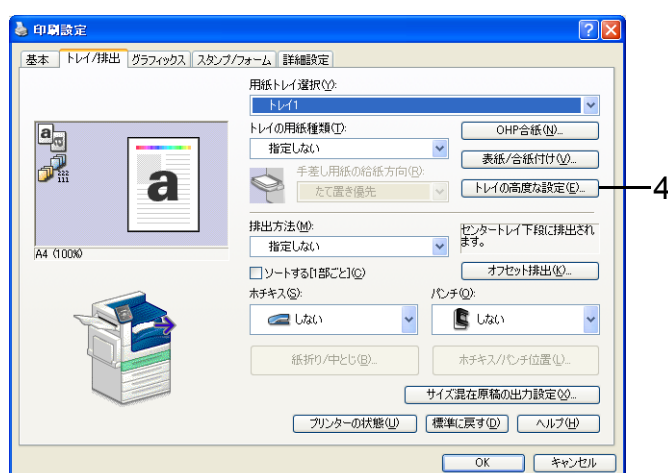 印刷設定
基本 トレイ/排出 グラフィックス スタンプ/フォーム 詳細設定
用紙トレイ選択(Y):
トレイ1
トレイの用紙種類(T):
指定しない
OHP合紙(N)...
表紙/合紙付け(V)...
手差し用紙の給紙方向(R):
たて置き優先
トレイの高度な設定(E)...
4
a
a
222
111
a
A4 (100%)
排出方法(M):
指定しない
センタートレイ下段に排出され
ます。
ソートする[1部ごと](C)
オフセット排出(K)...
ホチキス(S):
しない
パンチ(O):
しない
紙折り/中とじ(B)...
ホチキス/パンチ位置(L)...
サイズ混在原稿の出力設定(X)...
プリンターの状態(U) 標準に戻す(D) ヘルプ(H)
OK キャンセル